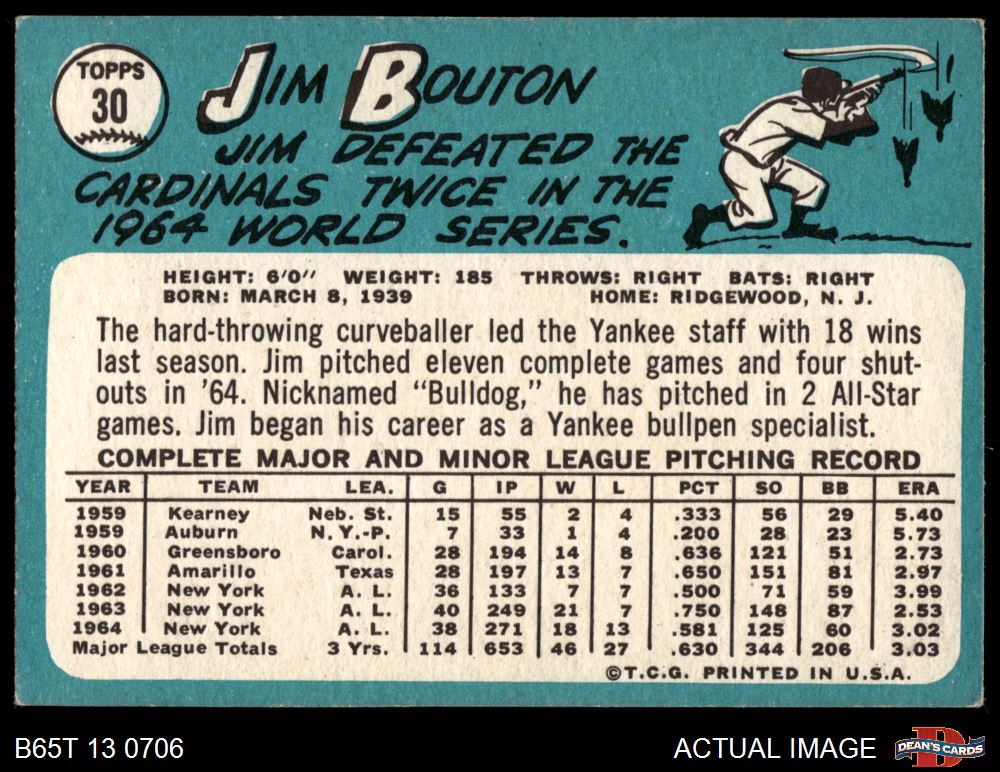 TOPPS
30
JIM BOUTON
JIM DEFEATED THE
CARDINALS TWICE IN THE
1964 WORLD SERIES.
HEIGHT: 6'0" WEIGHT: 185 THROWS: RIGHT BATS: RIGHT
BORN: MARCH 8, 1939 HOME: RIDGEWOOD, N. J.
The hard-throwing curveballer led the Yankee staff with 18 wins
last season. Jim pitched eleven complete games and four shut-
outs in '64. Nicknamed "Bulldog," he has pitched in 2 All-Star
games. Jim began his career as a Yankee bullpen specialist.
COMPLETE MAJOR AND MINOR LEAGUE PITCHING RECORD
YEAR TEAM LEA. G IP W L PCT SO BB ERA
1959 Kearney Neb. St. 15 55 2 4 .333 56 29 5.40
1959 Auburn N. Y.-P. 7 33 1 4 .200 28 23 5.73
1960 Greensboro Carol. 28 194 14 8 .636 121 51 2.73
1961 Amarillo Texas 28 197 13 7 .650 151 81 2.97
1962 New York A. L. 36 133 7 7 .500 71 59 3.99
1963 New York A. L. 40 249 21 7 .750 148 87 2.53
1964 New York A. L. 38 271 18 13 .581 125 60 3.02
Major League Totals 3 Yrs. 114 653 46 27 .630 344 206 3.03
©T.C.G. PRINTED IN U.S.A.
B65T 13 0706 ACTUAL IMAGE DEAN'S CARDS